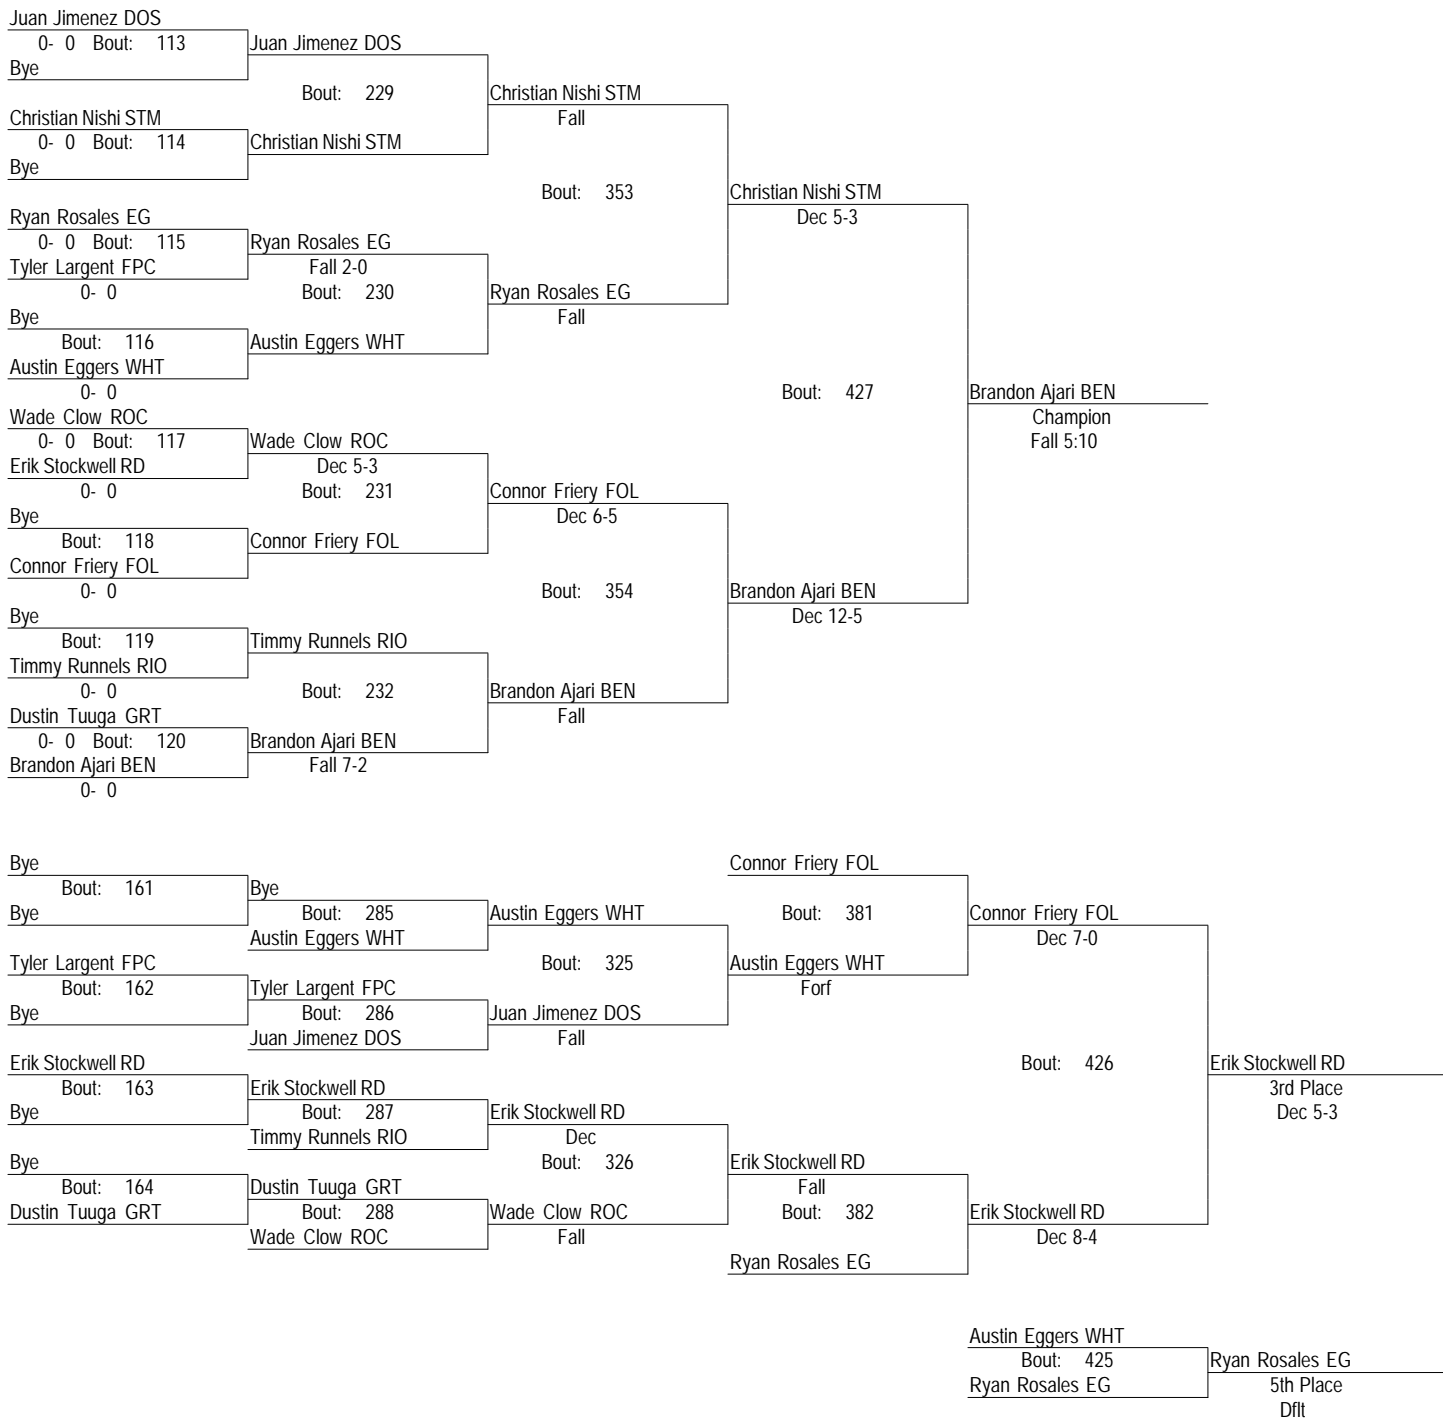 Juan Jimenez DOS
0- 0 Bout: 113 Juan Jimenez DOS
Bye
Bout: 229 Christian Nishi STM
Christian Nishi STM Fall
0- 0 Bout: 114 Christian Nishi STM
Bye
Bout: 353 Christian Nishi STM
Ryan Rosales EG Dec 5-3
0- 0 Bout: 115 Ryan Rosales EG
Tyler Largent FPC Fall 2-0
0- 0 Bout: 230 Ryan Rosales EG
Bye Fall
Bout: 116 Austin Eggers WHT
Austin Eggers WHT
0- 0 Bout: 427 Brandon Ajari BEN
Wade Clow ROC Champion
0- 0 Bout: 117 Wade Clow ROC Fall 5:10
Erik Stockwell RD Dec 5-3
0- 0 Bout: 231 Connor Friery FOL
Bye Dec 6-5
Bout: 118 Connor Friery FOL
Connor Friery FOL
0- 0 Bout: 354 Brandon Ajari BEN
Bye Dec 12-5
Bout: 119 Timmy Runnels RIO
Timmy Runnels RIO
0- 0 Bout: 232 Brandon Ajari BEN
Dustin Tuuga GRT Fall
0- 0 Bout: 120 Brandon Ajari BEN
Brandon Ajari BEN Fall 7-2
0- 0
Bye Connor Friery FOL
Bout: 161 Bye
Bye Bout: 285 Austin Eggers WHT Bout: 381 Connor Friery FOL
Austin Eggers WHT Dec 7-0
Tyler Largent FPC Bout: 325 Austin Eggers WHT
Bout: 162 Tyler Largent FPC Forf
Bye Bout: 286 Juan Jimenez DOS
Juan Jimenez DOS Fall
Erik Stockwell RD Bout: 426 Erik Stockwell RD
Bout: 163 Erik Stockwell RD 3rd Place
Bye Bout: 287 Erik Stockwell RD Dec 5-3
Timmy Runnels RIO Dec
Bye Bout: 326 Erik Stockwell RD
Bout: 164 Dustin Tuuga GRT Fall
Dustin Tuuga GRT Bout: 288 Wade Clow ROC Bout: 382 Erik Stockwell RD
Wade Clow ROC Fall Dec 8-4
Ryan Rosales EG
Austin Eggers WHT
Bout: 425 Ryan Rosales EG
Ryan Rosales EG 5th Place
Dflt